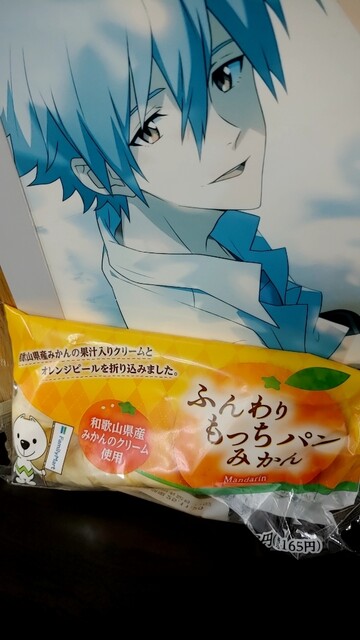 和歌山県産みかんの果汁入りクリームと
オレンジピールを折り込みました。
ふんわり
もっちパン
みかん
Mandarin
和歌山県産
みかんのクリーム
使用
FamilyMart
円(165円)